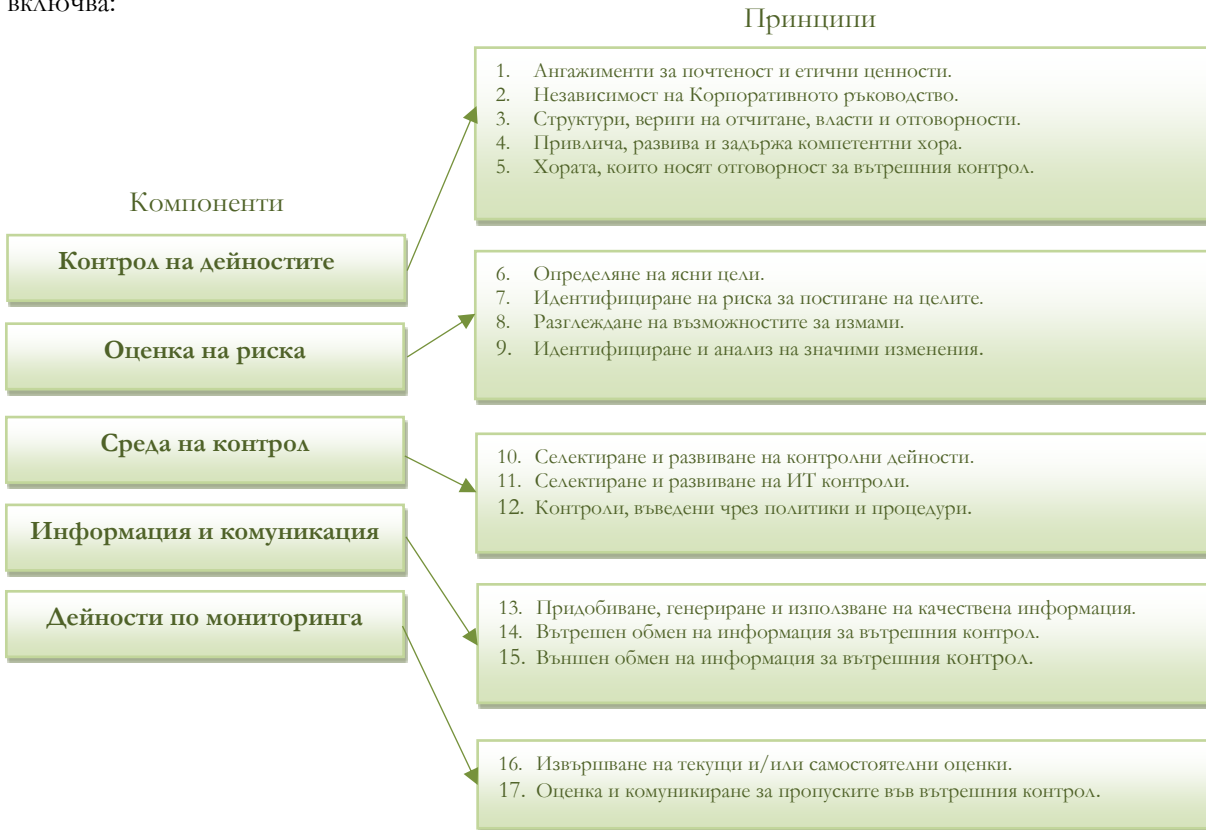 включва:
Принципи
1. Ангажименти за почтеност и етични ценности.
2. Независимост на Корпоративното ръководство.
3. Структури, вериги на отчитане, власти и отговорности.
4. Привлича, развива и задържа компетентни хора.
5. Хората, които носят отговорност за вътрешния контрол.
Компоненти
Контрол на дейностите
6. Определяне на ясни цели.
7. Идентифициране на риска за постигане на целите.
8. Разглеждане на възможностите за измами.
9. Идентифициране и анализ на значими изменения.
Оценка на риска
Среда на контрол
10. Селектиране и развиване на контролни дейности.
11. Селектиране и развиване на ИТ контроли.
12. Контроли, въведени чрез политики и процедури.
Информация и комуникация
Дейности по мониторинга
13. Придобиване, генериране и използване на качествена информация.
14. Вътрешен обмен на информация за вътрешния контрол.
15. Външен обмен на информация за вътрешния контрол.
16. Извършване на текущи и/или самостоятелни оценки.
17. Оценка и комуникиране за пропуските във вътрешния контрол.